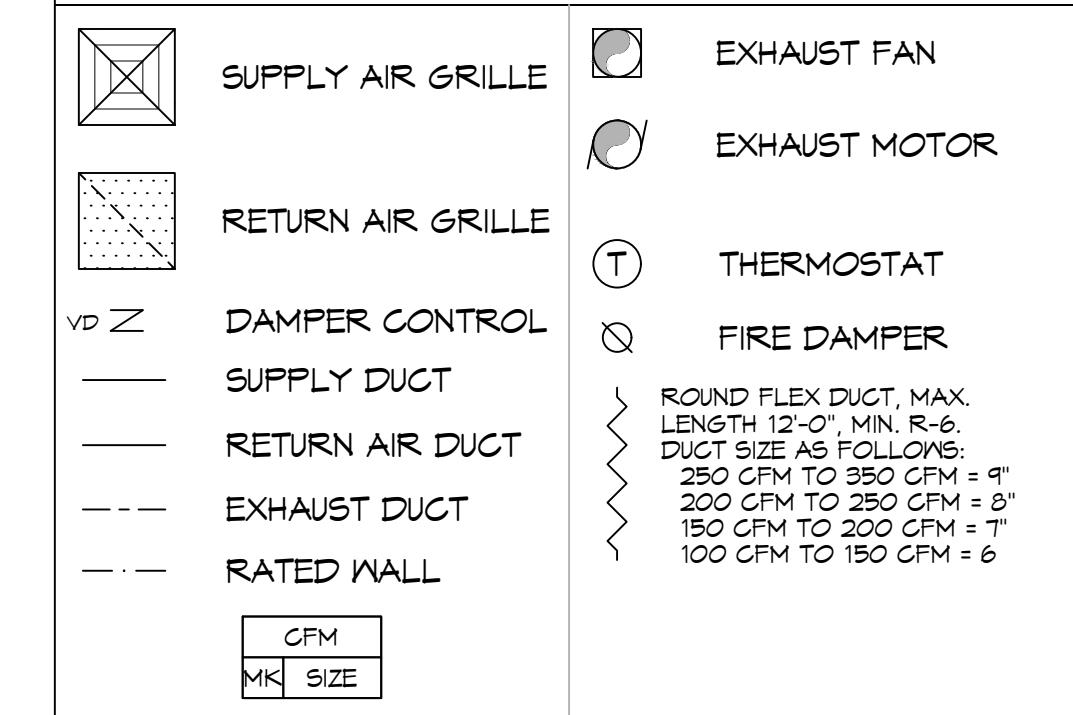 SUPPLY AIR GRILLE
RETURN AIR GRILLE
VD DAMPER CONTROL
SUPPLY DUCT
RETURN AIR DUCT
EXHAUST DUCT
RATED WALL
CFM
MK SIZE
EXHAUST FAN
EXHAUST MOTOR
T THERMOSTAT
FIRE DAMPER
ROUND FLEX DUCT, MAX.
LENGTH 12'-0", MIN. R-6.
DUCT SIZE AS FOLLOWS:
250 CFM TO 350 CFM = 9"
200 CFM TO 250 CFM = 8"
150 CFM TO 200 CFM = 7"
100 CFM TO 150 CFM = 6